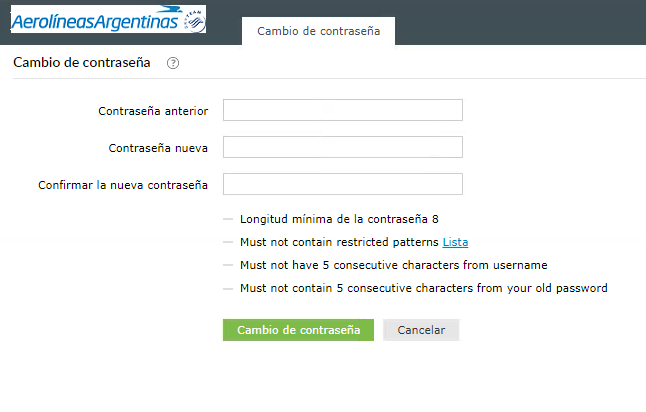 AerolíneasArgentinas
Cambio de contraseña
Cambio de contraseña ?
Contraseña anterior
Contraseña nueva
Confirmar la nueva contraseña
Longitud mínima de la contraseña 8
Must not contain restricted patterns Lista
Must not have 5 consecutive characters from username
Must not contain 5 consecutive characters from your old password
Cambio de contraseña Cancelar